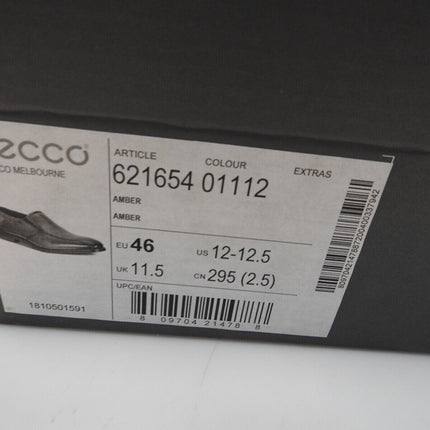 ecco
CO MELBOURNE
ARTICLE COLOUR EXTRAS
621654 01112
AMBER
AMBER
EU 46 US 12-12.5
UK 11.5 CN 295 (2.5)
UPC/EAN
8 09704 21478 8
1810501591